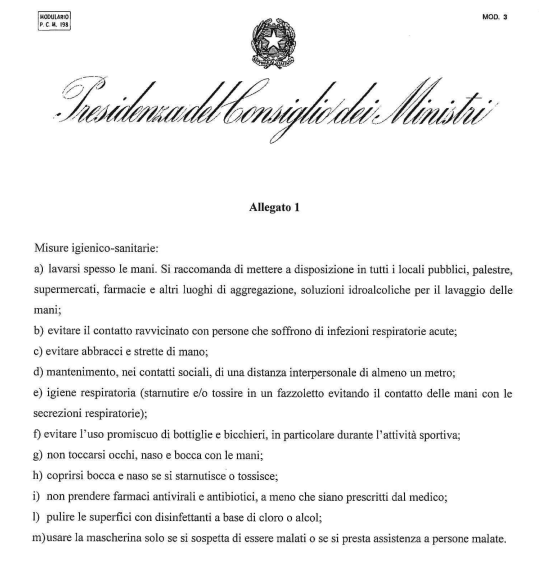 MODULARIO
P. C. M. 198
MOD. 3
Presidenza del Consiglio dei Ministri
Allegato 1
Misure igienico-sanitarie:
a) lavarsi spesso le mani. Si raccomanda di mettere a disposizione in tutti i locali pubblici, palestre,
supermercati, farmacie e altri luoghi di aggregazione, soluzioni idroalcoliche per il lavaggio delle
mani;
b) evitare il contatto ravvicinato con persone che soffrono di infezioni respiratorie acute;
c) evitare abbracci e strette di mano;
d) mantenimento, nei contatti sociali, di una distanza interpersonale di almeno un metro;
e) igiene respiratoria (starnutire e/o tossire in un fazzoletto evitando il contatto delle mani con le
secrezioni respiratorie);
f) evitare l'uso promiscuo di bottiglie e bicchieri, in particolare durante l'attività sportiva;
g) non toccarsi occhi, naso e bocca con le mani;
h) coprirsi bocca e naso se si starnutisce o tossisce;
i) non prendere farmaci antivirali e antibiotici, a meno che siano prescritti dal medico;
l) pulire le superfici con disinfettanti a base di cloro o alcol;
m)usare la mascherina solo se si sospetta di essere malati o se si presta assistenza a persone malate.